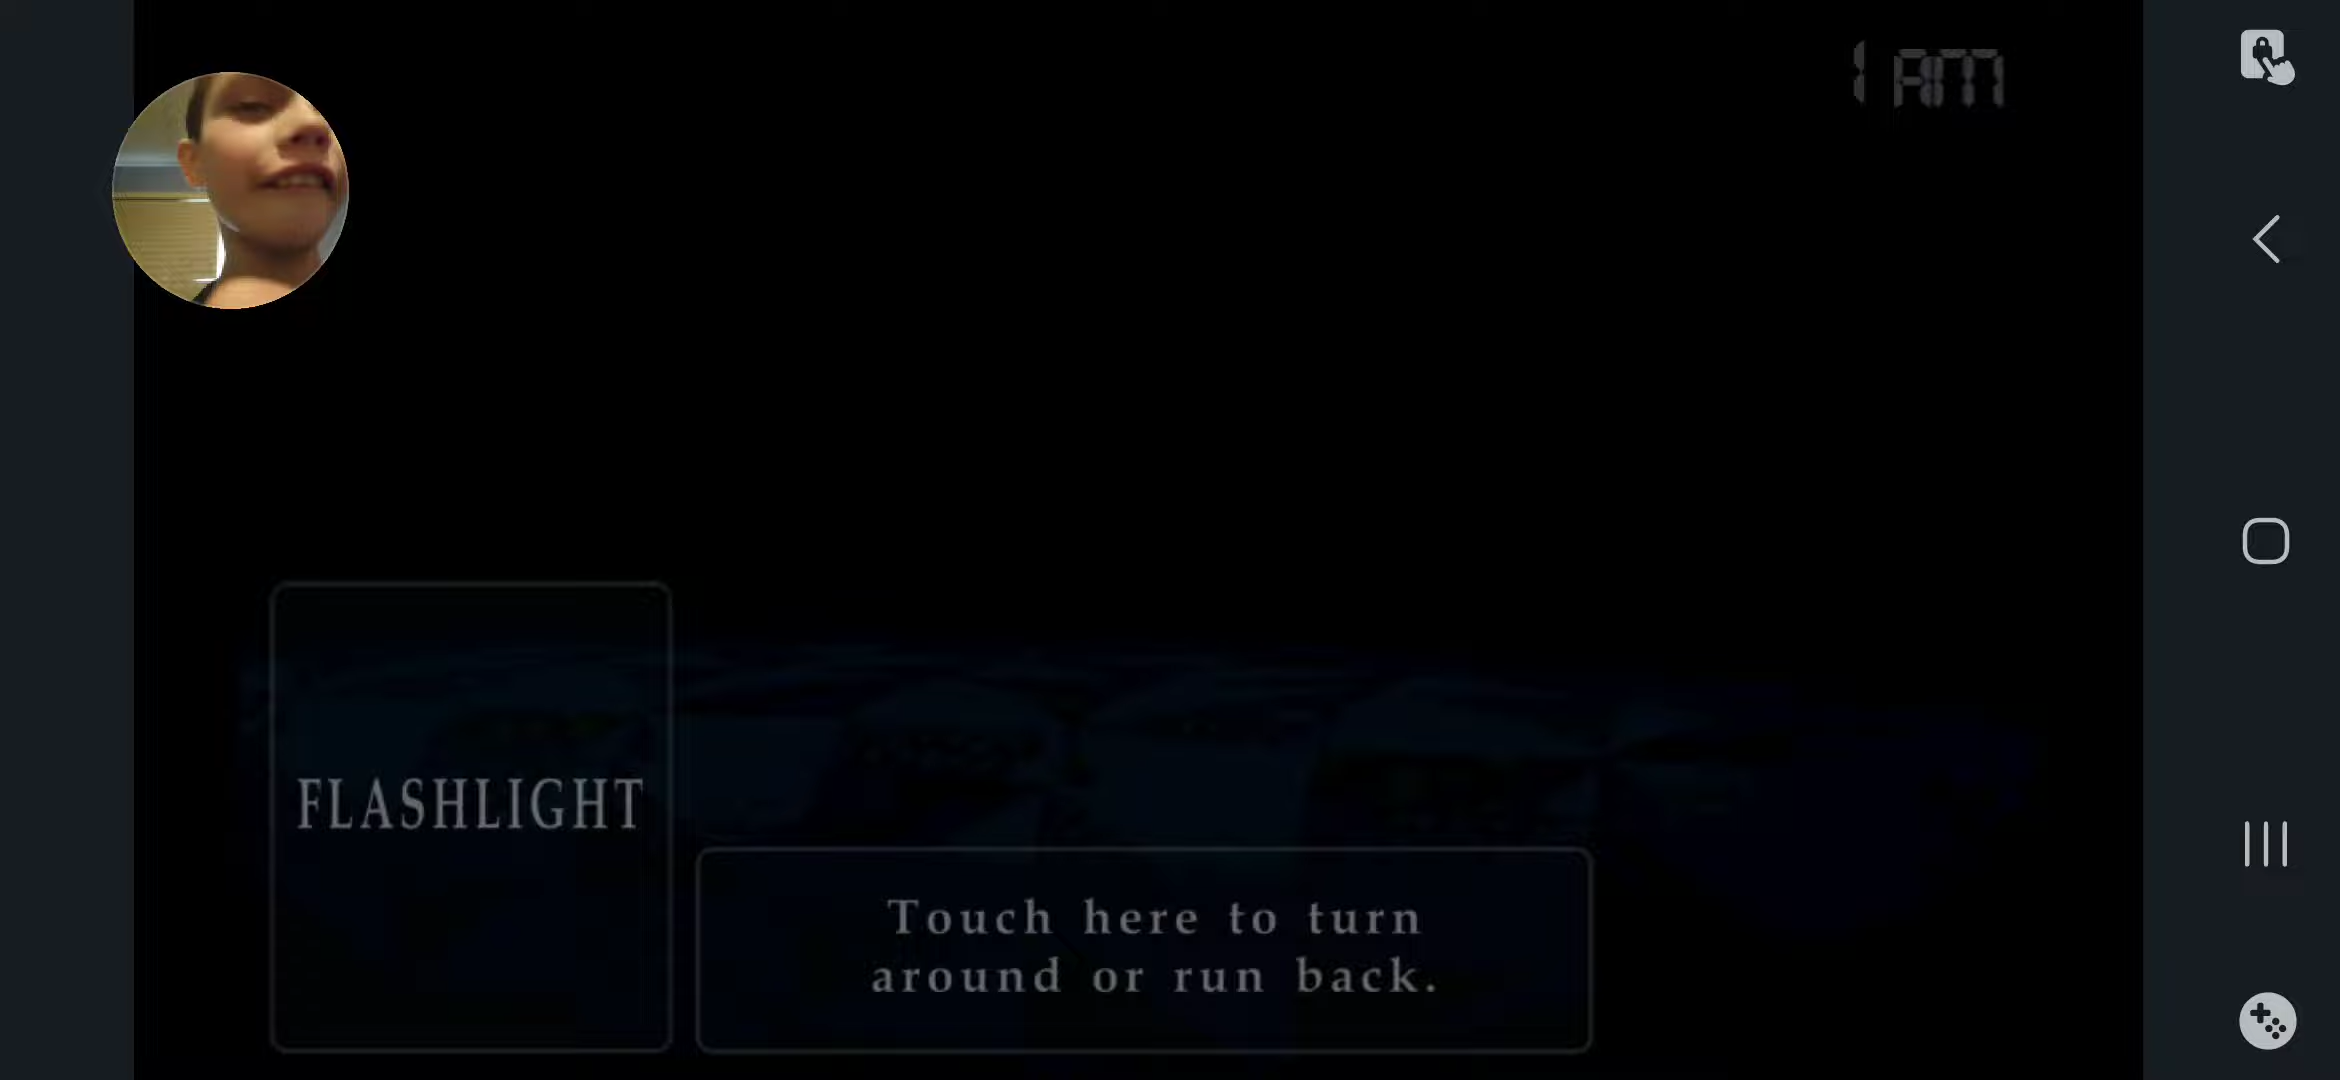 1 AM
FLASHLIGHT
Touch here to turn
around or run back.